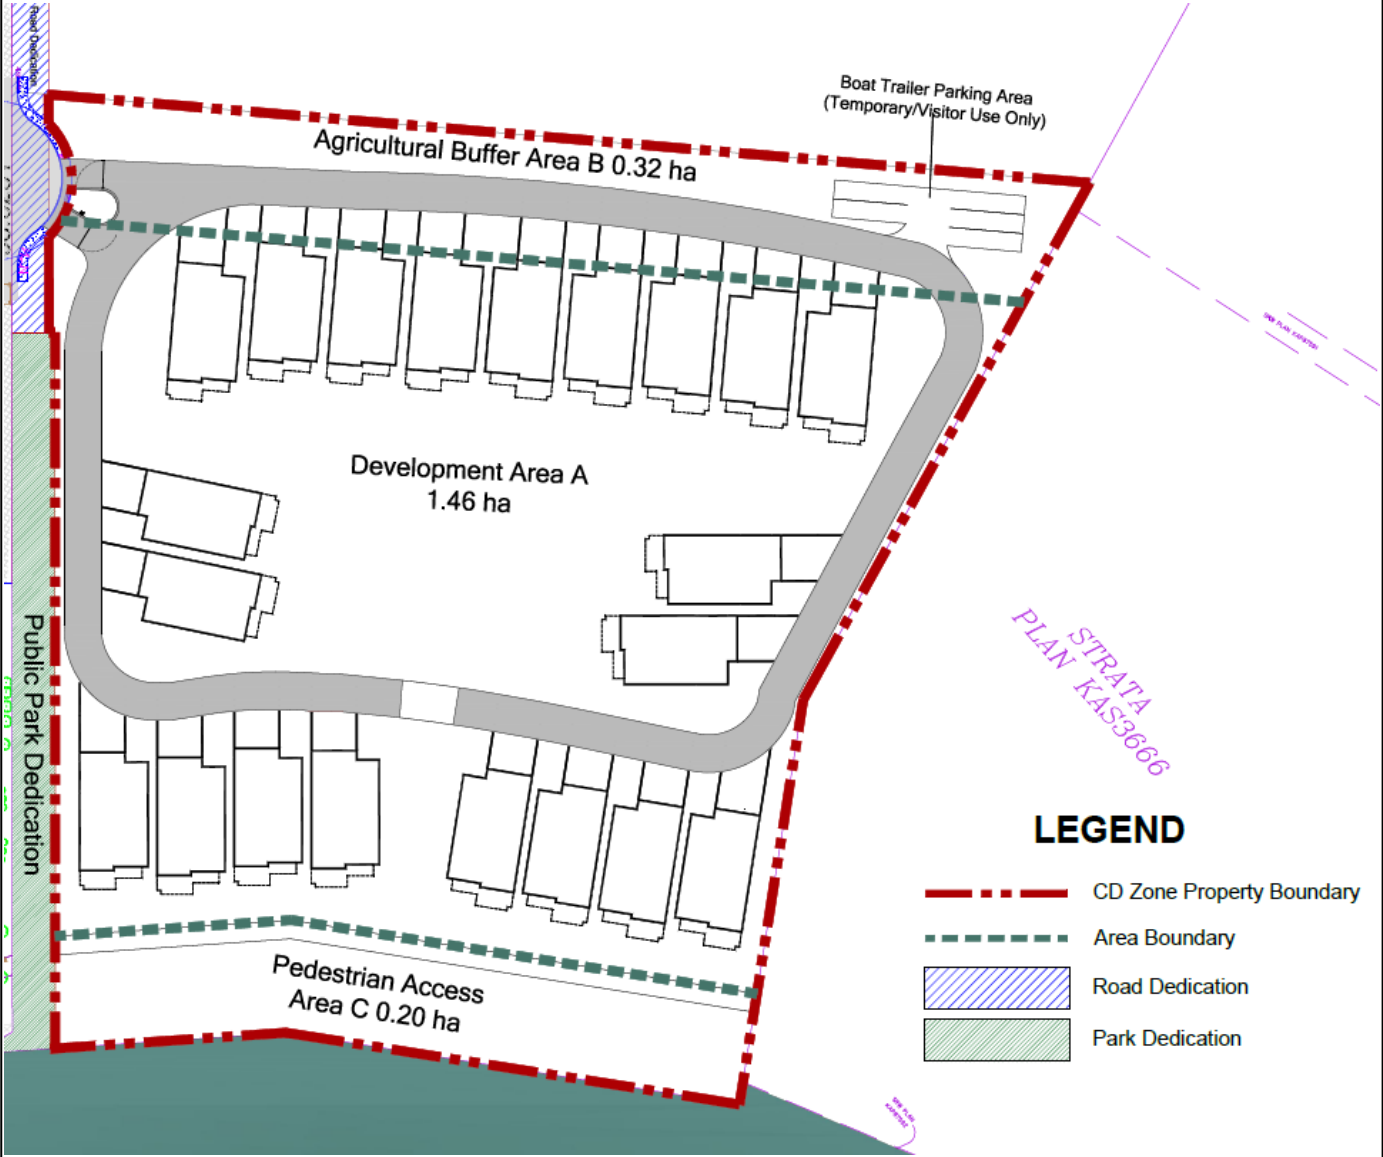 Road Dedication
Boat Trailer Parking Area
(Temporary/Visitor Use Only)
Agricultural Buffer Area B 0.32 ha
Development Area A
1.46 ha
Public Park Dedication
STRATA
PLAN KAS3666
Pedestrian Access
Area C 0.20 ha
LEGEND
CD Zone Property Boundary
Area Boundary
Road Dedication
Park Dedication